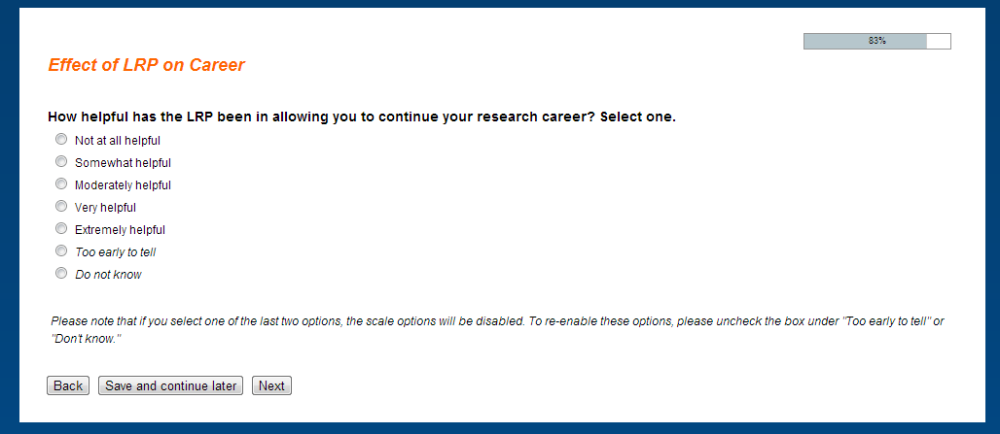 83%
Effect of LRP on Career
How helpful has the LRP been in allowing you to continue your research career? Select one.
Not at all helpful
Somewhat helpful
Moderately helpful
Very helpful
Extremely helpful
Too early to tell
Do not know
Please note that if you select one of the last two options, the scale options will be disabled. To re-enable these options, please uncheck the box under "Too early to tell" or
"Don't know."
Back Save and continue later Next